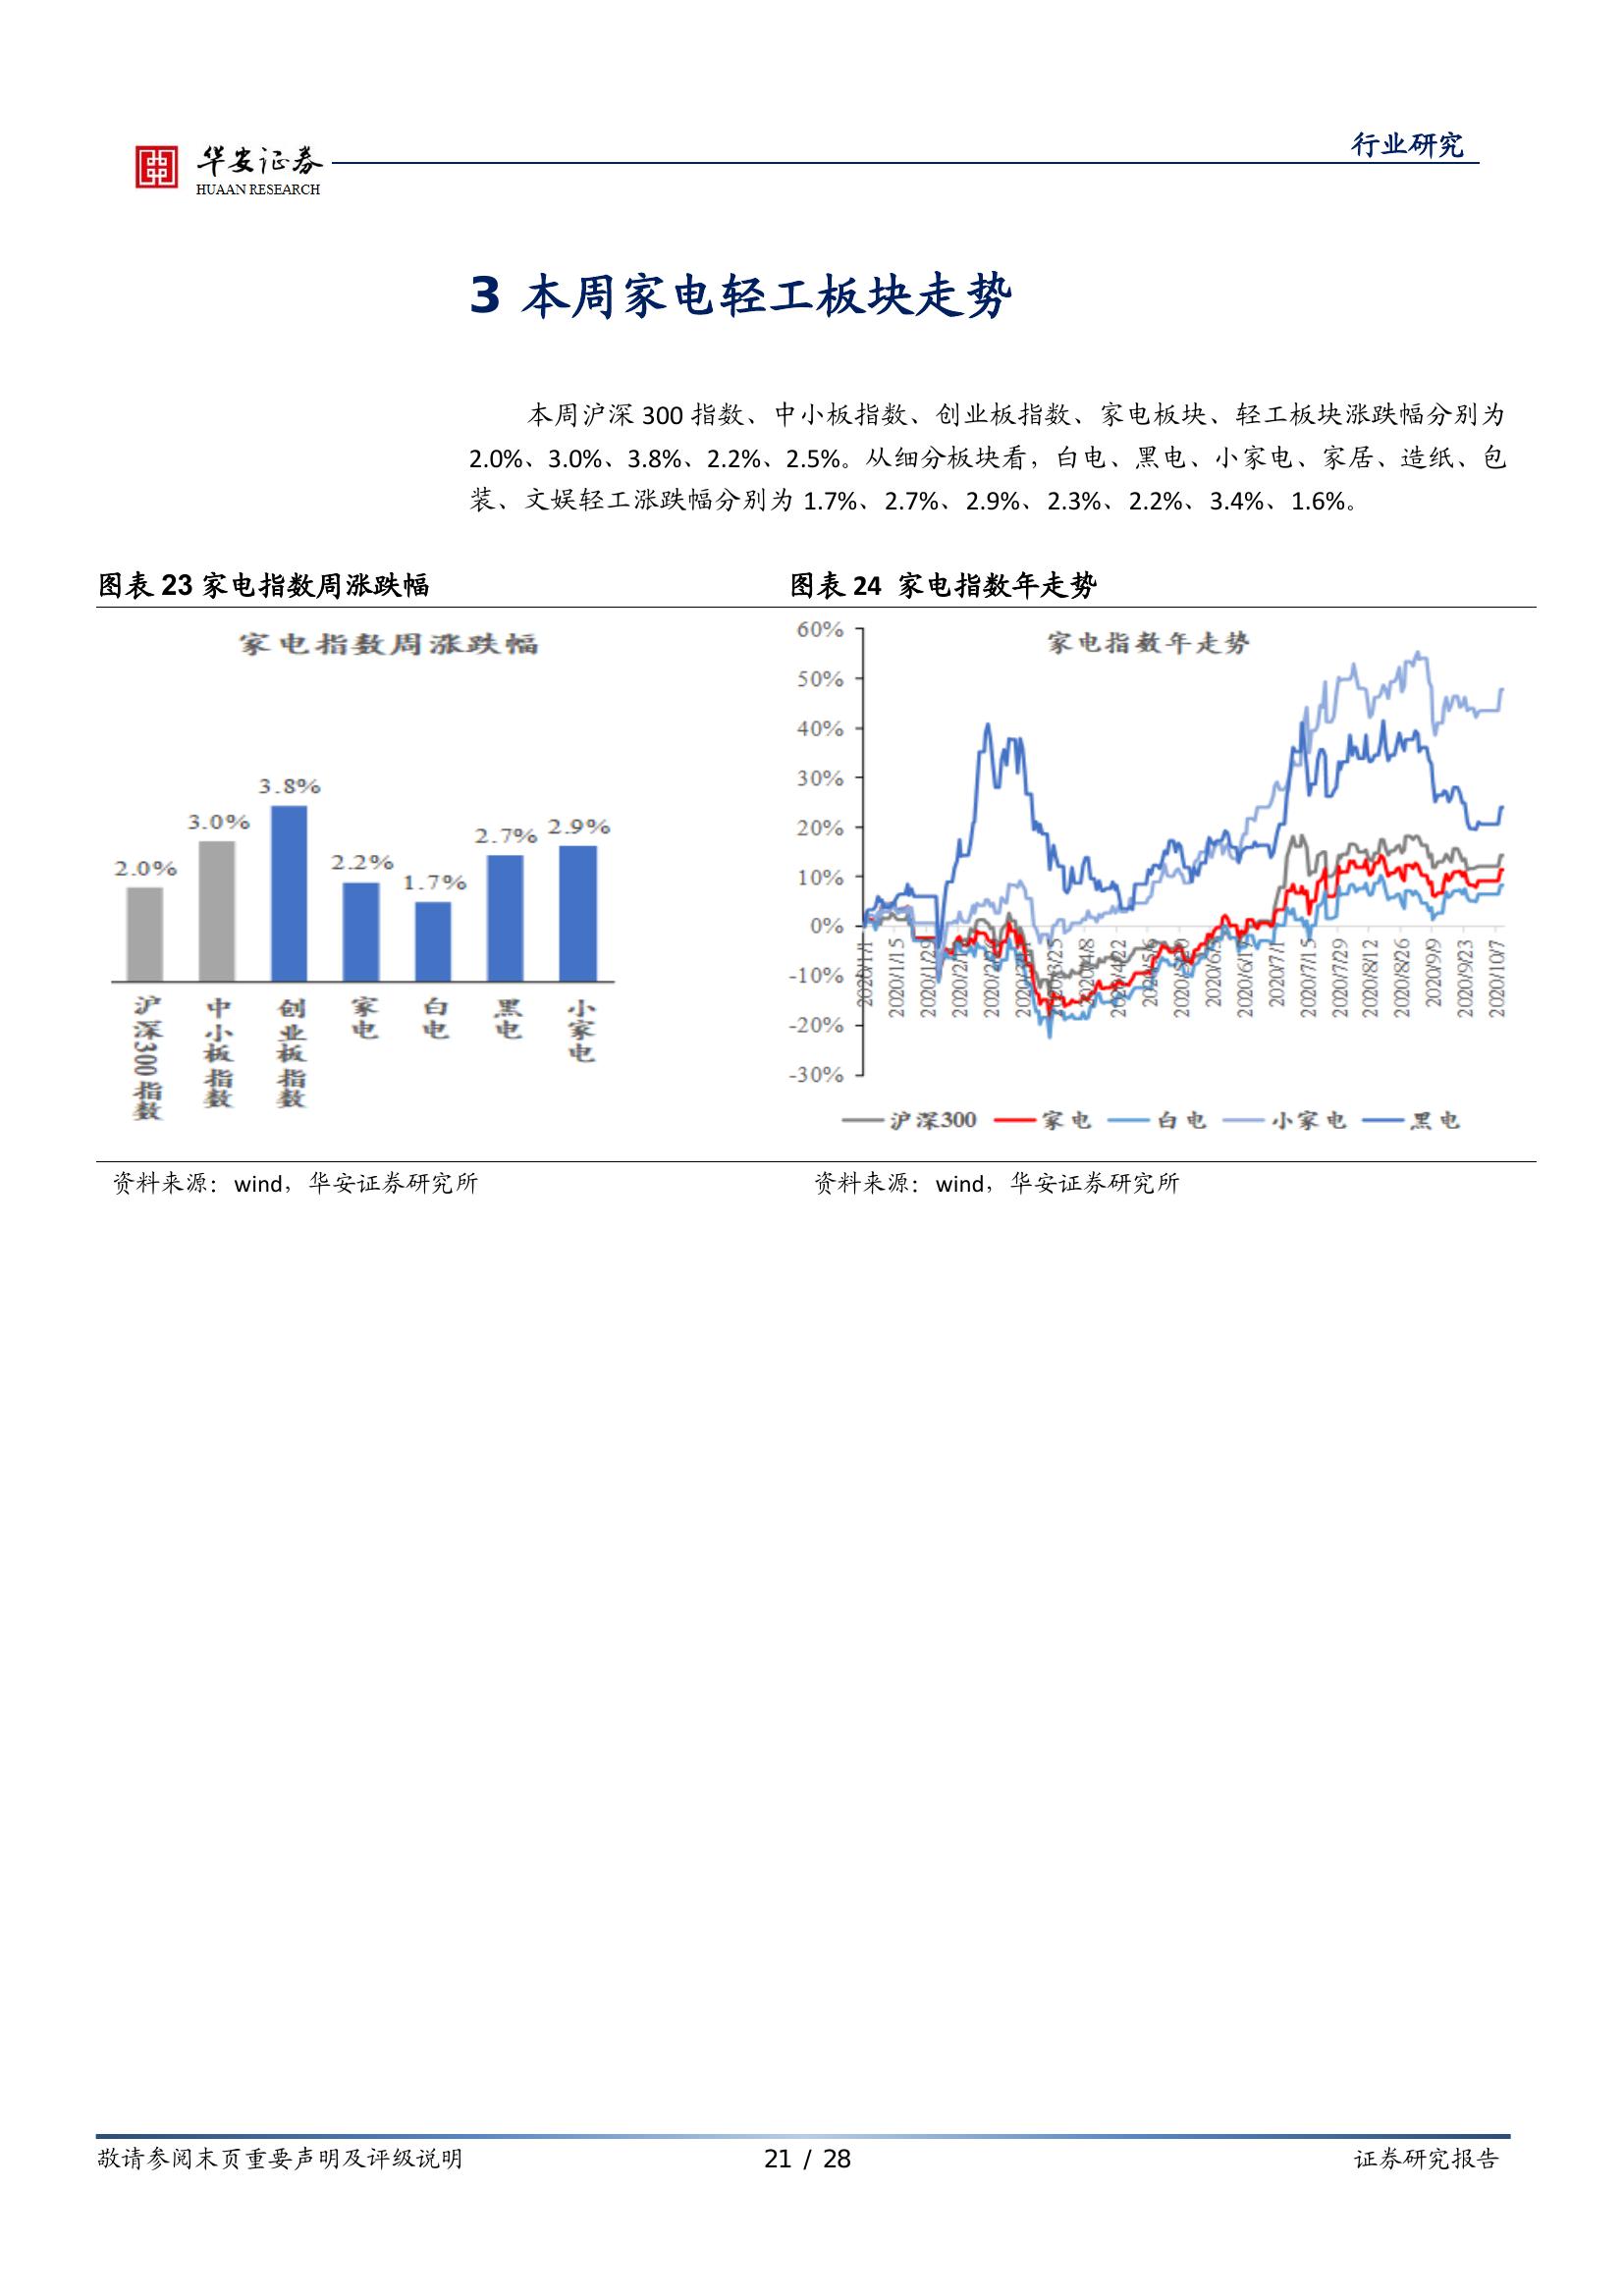 行业研究
华安证券
HUAAN RESEARCH
3 本周家电轻工板块走势
本周沪深 300 指数、中小板指数、创业板指数、家电板块、轻工板块涨跌幅分别为
2.0%、3.0%、3.8%、2.2%、2.5%。从细分板块看，白电、黑电、小家电、家居、造纸、包
装、文娱轻工涨跌幅分别为 1.7%、2.7%、2.9%、2.3%、2.2%、3.4%、1.6%。
图表 23 家电指数周涨跌幅
家电指数周涨跌幅
2.0%
3.0%
3.8%
2.2%
1.7%
2.7%
2.9%
沪深300指数
中小板指数
创业板指数
家电
白电
黑电
小家电
资料来源：wind，华安证券研究所
图表 24 家电指数年走势
家电指数年走势
60%
50%
40%
30%
20%
10%
0%
-10%
-20%
-30%
2020/1/1
2020/1/15
2020/1/29
2020/3/25
2020/4/8
2020/4/22
2020/5/6
2020/6/17
2020/7/1
2020/7/15
2020/7/29
2020/8/12
2020/8/26
2020/9/9
2020/9/23
2020/10/7
沪深300
家电
白电
小家电
黑电
资料来源：wind，华安证券研究所
敬请参阅末页重要声明及评级说明
21 / 28
证券研究报告